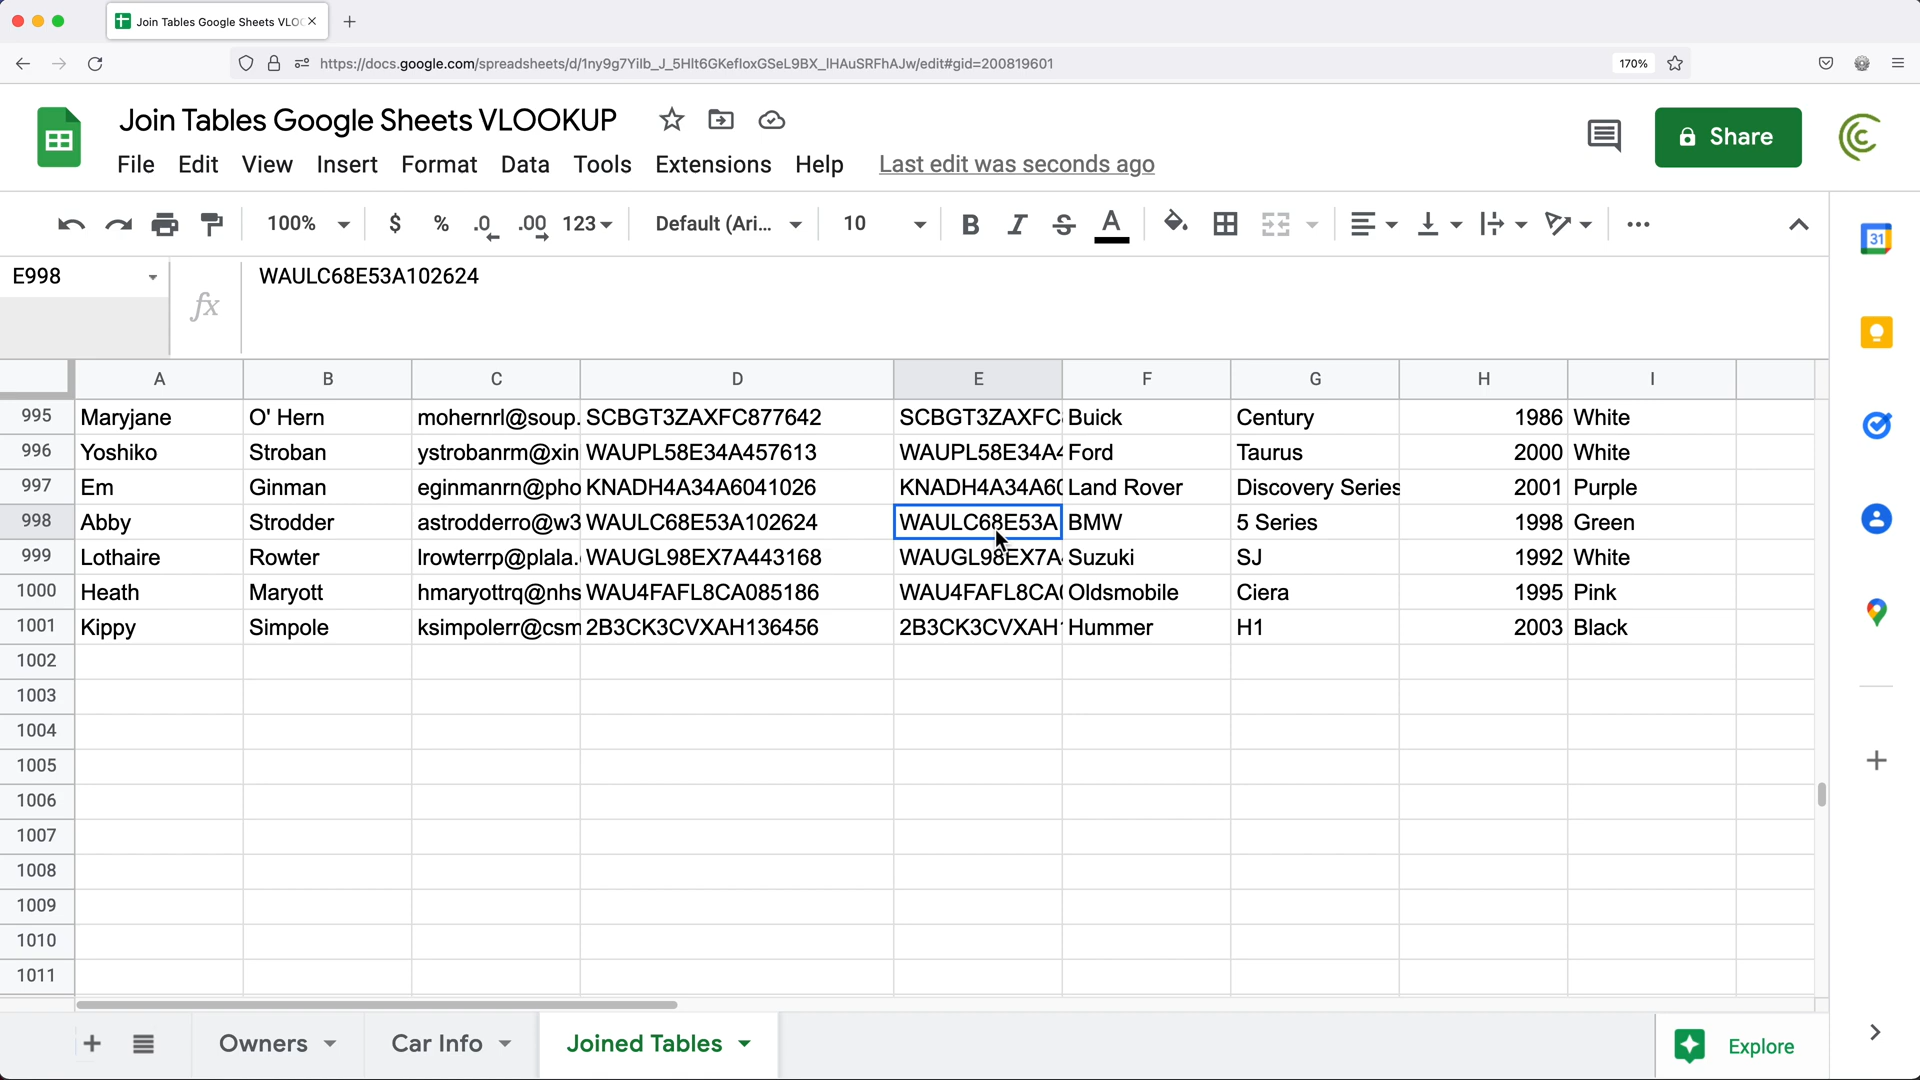 Join Tables Google Sheets VLO
https://docs.google.com/spreadsheets/d/1ny9g7Yilb_J_5HIt6GKefIoxGSeL9BX_IHAuSRFhAJw/edit#gid=200819601
170%
Join Tables Google Sheets VLOOKUP
Share
File Edit View Insert Format Data Tools Extensions Help Last edit was seconds ago
100% $ % .0 .00 123 Default (Ari... 10 B I S A
31
E998 fx WAULC68E53A102624
A B C D E F G H I
995 Maryjane O' Hern mohernrl@soup. SCBGT3ZAXFC877642 SCBGT3ZAXFC Buick Century 1986 White
996 Yoshiko Stroban ystrobanrm@xin WAUPL58E34A457613 WAUPL58E34A4 Ford Taurus 2000 White
997 Em Ginman eginmanrn@pho KNADH4A34A6041026 KNADH4A34A60 Land Rover Discovery Series 2001 Purple
998 Abby Strodder astrodderro@w3 WAULC68E53A102624 WAULC68E53A BMW 5 Series 1998 Green
999 Lothaire Rowter lrowterrp@plala. WAUGL98EX7A443168 WAUGL98EX7A Suzuki SJ 1992 White
1000 Heath Maryott hmaryottrq@nhs WAU4FAFL8CA085186 WAU4FAFL8CA Oldsmobile Ciera 1995 Pink
1001 Kippy Simpole ksimpolerr@csm 2B3CK3CVXAH136456 2B3CK3CVXAH Hummer H1 2003 Black
1002
1003
1004
1005
1006
1007
1008
1009
1010
1011
Owners Car Info Joined Tables Explore